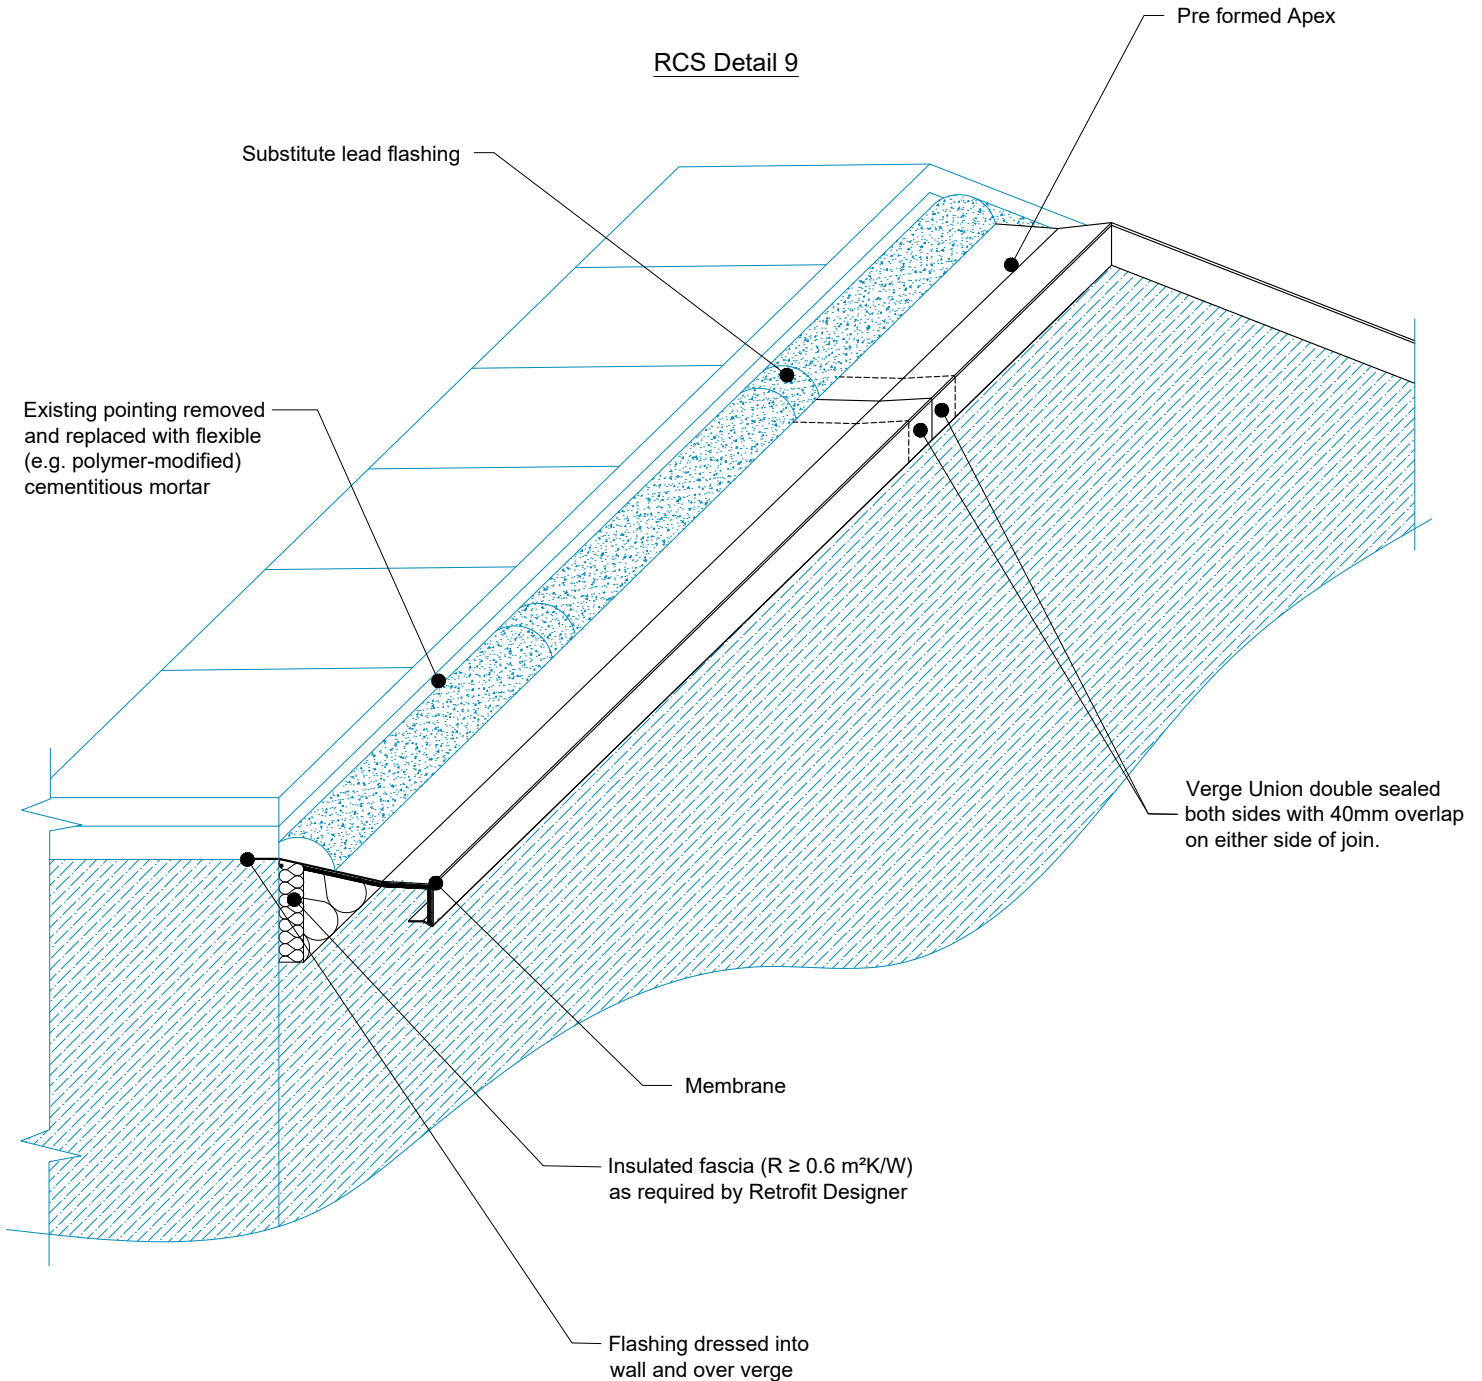 Pre formed Apex
RCS Detail 9
Substitute lead flashing
Existing pointing removed
and replaced with flexible
(e.g. polymer-modified)
cementitious mortar
Verge Union double sealed
both sides with 40mm overlap
on either side of join.
Membrane
Insulated fascia (R ≥ 0.6 m²K/W)
as required by Retrofit Designer
Flashing dressed into
wall and over verge